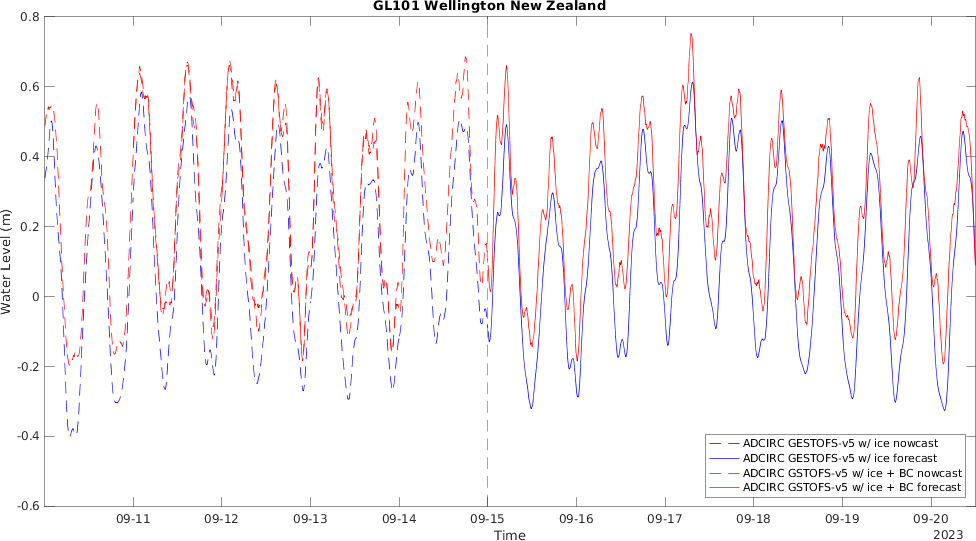 GL101 Wellington New Zealand
0.8
0.6
0.4
0.2
0
-0.2
-0.4
-0.6
Water Level (m)
ADCIRC GESTOFS-v5 w/ ice nowcast
ADCIRC GESTOFS-v5 w/ ice forecast
ADCIRC GSTOFS-v5 w/ ice + BC nowcast
ADCIRC GSTOFS-v5 w/ ice + BC forecast
09-11 09-12 09-13 09-14 09-15 09-16 09-17 09-18 09-19 09-20
Time
2023